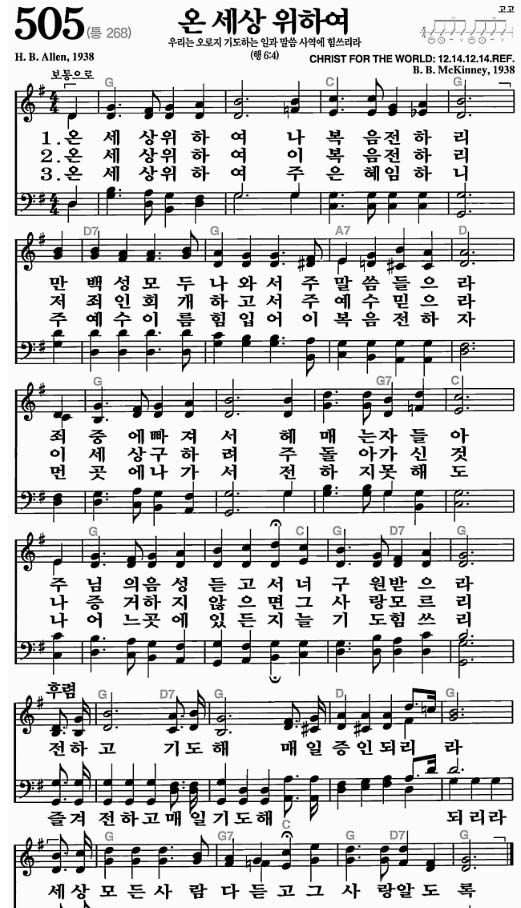 505(통 268)
온 세상 위하여
고고
우리는 오로지 기도하는 일과 말씀 사역에 힘쓰리라
(행 6:4)
H. B. Allen, 1938
CHRIST FOR THE WORLD: 12.14.12.14.REF.
B. B. McKinney, 1938
보통으로
G C G
1.온 세 상위 하 여 나 복 음전 하 리
2.온 세 상위 하 여 이 복 음전 하 리
3.온 세 상위 하 여 주 은 혜임 하 니
D7 G A7 D
만 백 성모 두 나 와서 주 말 씀 들 으 라
저 죄 인회 개 하 고서 주 예 수 믿 으 라
주 예 수이 름 힘 입어 이 복 음 전 하 자
G G7 C
죄 중 에빠 져 서 헤 매 는자 들 아
이 세 상구 하 려 주 돌 아가 신 것
먼 곳 에나 가 서 전 하 지못 해 도
G C G D7 G
주 님 의음 성 듣 고 서 너 구 원받 으 라
나 증 거하 지 않 으 면 그 사 랑모 르 리
나 어 느곳 에 있 든 지 늘 기 도힘 쓰 리
후렴
G D7 G D G
전하 고 기도 해 매일 증인되리 라
즐겨 전하고매일기도해 되리라
G G7 C G D7 G
세상 모 든 사 람 다 듣 고 그 사 랑알 도 록